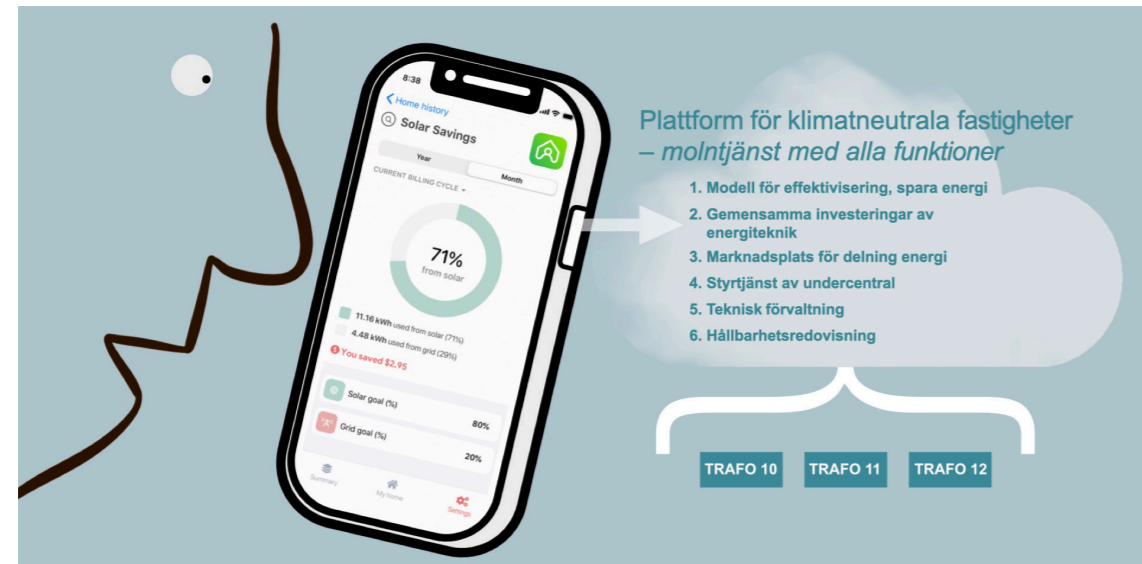 8:38
Home history
Solar Savings
Year
Month
CURRENT BILLING CYCLE
71%
from solar
11.16 kWh used from solar (71%)
4.48 kWh used from grid (29%)
You saved $2.95
Solar goal (%)
80%
Grid goal (%)
20%
Summary
My home
Settings
Plattform för klimatneutrala fastigheter
– molntjänst med alla funktioner
1. Modell för effektivisering, spara energi
2. Gemensamma investeringar av
energiteknik
3. Marknadsplats för delning energi
4. Styrtjänst av undercentral
5. Teknisk förvaltning
6. Hållbarhetsredovisning
TRAFO 10
TRAFO 11
TRAFO 12